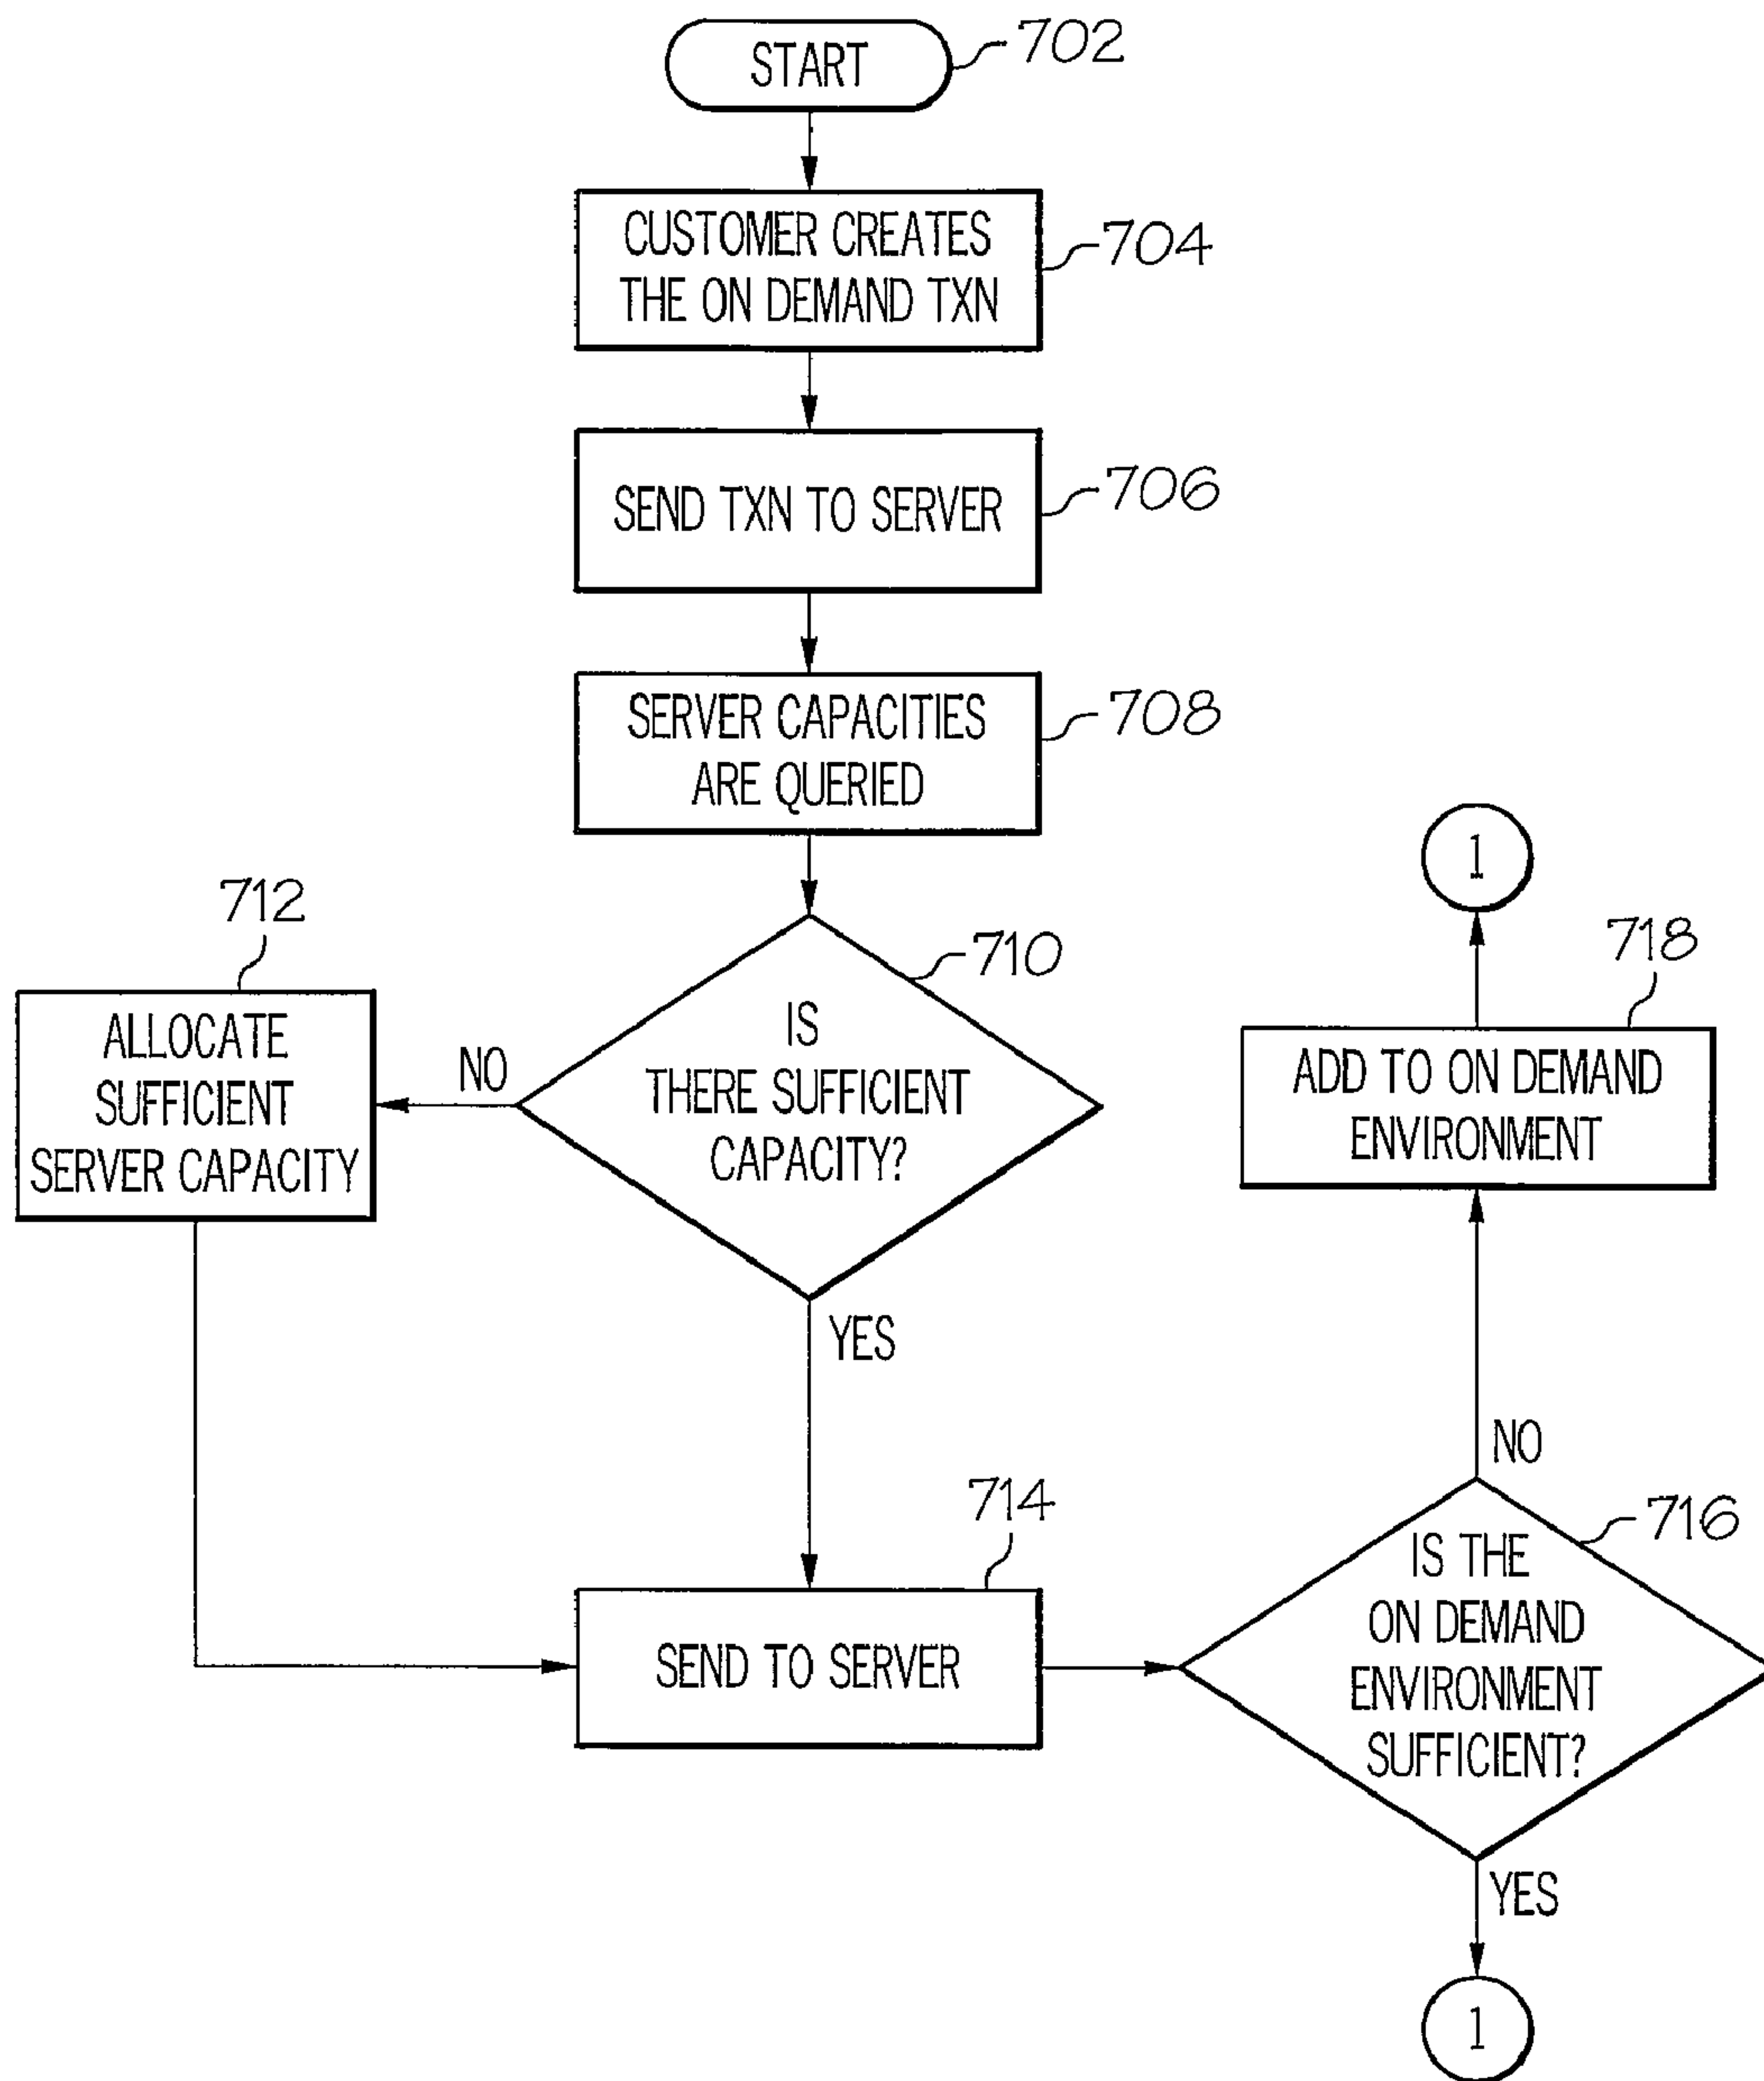 START
702
CUSTOMER CREATES
THE ON DEMAND TXN
704
SEND TXN TO SERVER
706
SERVER CAPACITIES
ARE QUERIED
708
IS
THERE SUFFICIENT
CAPACITY?
710
NO
YES
712
ALLOCATE
SUFFICIENT
SERVER CAPACITY
714
SEND TO SERVER
716
IS THE
ON DEMAND
ENVIRONMENT
SUFFICIENT?
NO
YES
718
ADD TO ON DEMAND
ENVIRONMENT
1
1